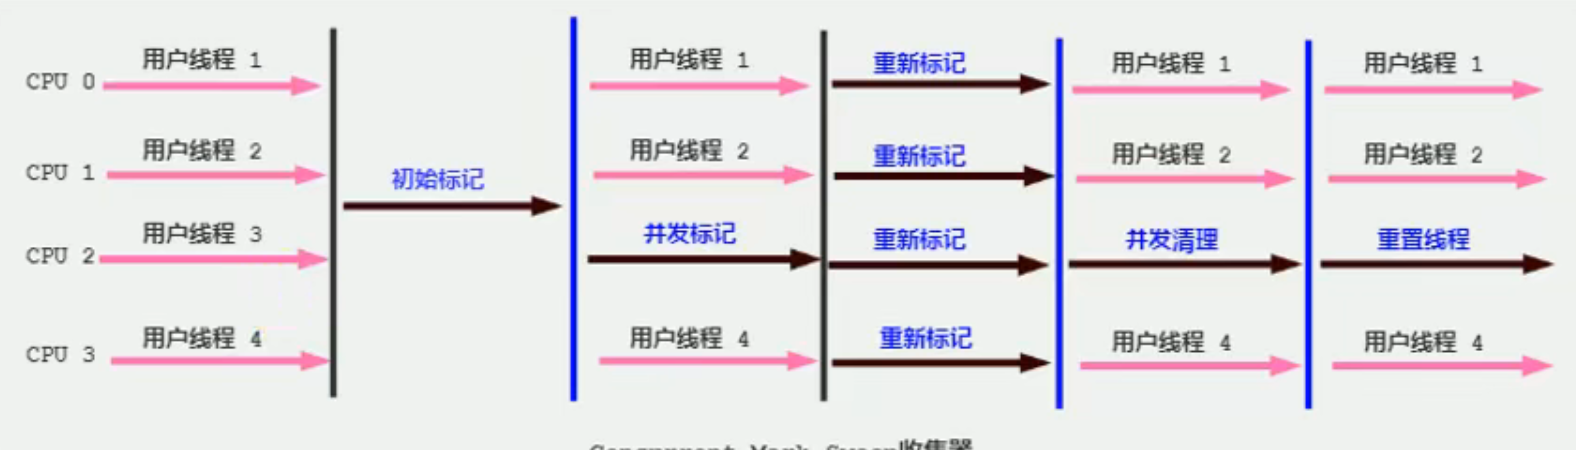 用户线程 1 用户线程 1 重新标记 用户线程 1 用户线程 1
CPU 0
用户线程 2 用户线程 2 重新标记 用户线程 2 用户线程 2
CPU 1
初始标记
用户线程 3 并发标记 重新标记 并发清理 重置线程
CPU 2
用户线程 4 用户线程 4 重新标记 用户线程 4 用户线程 4
CPU 3
Concurrent Mark Sweep收集器